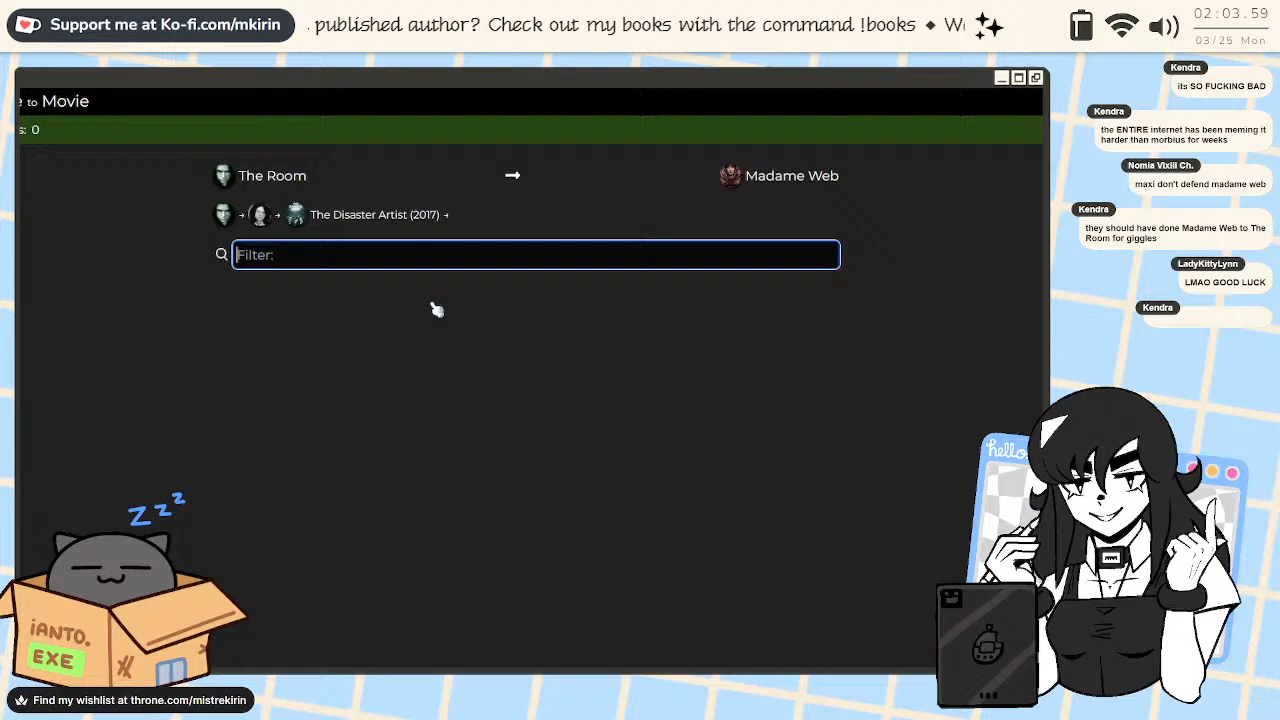 Support me at Ko-fi.com/mkirin
. published author? Check out my books with the command !books ◆ W
02:03.59
03/25 Mon
e to Movie
s: 0
The Room → Madame Web
→ → The Disaster Artist (2017) →
Filter:
Kendra
its SO FUCKING BAD
Kendra
the ENTIRE internet has been meming it
harder than morbius for weeks
Nomia Vixiii Ch.
maxi don't defend madame web
Kendra
they should have done Madame Web to The
Room for giggles
LadyKittyLynn
LMAO GOOD LUCK
Kendra
hello
z z z
iANTO.
EXE
Find my wishlist at throne.com/mistrekirin